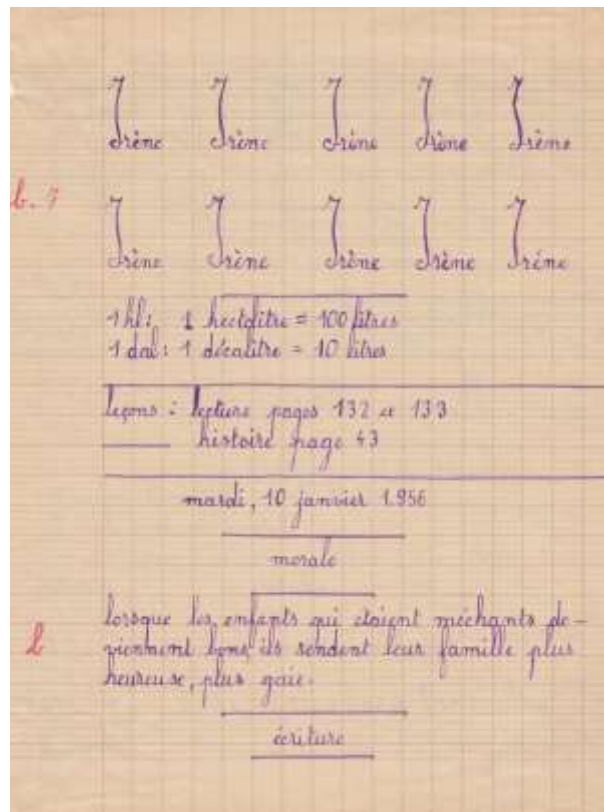 Irène Irène Irène Irène Irène
b. 7
Irène Irène Irène Irène Irène
1 hl: 1 hectolitre = 100 litres
1 dal: 1 décalitre = 10 litres
leçons: lecture pages 132 et 133
histoire page 43
mardi, 10 janvier 1956
morale
lorsque les enfants qui étaient méchants de-
viennent bons, ils rendent leur famille plus
heureuse, plus gaie.
écriture